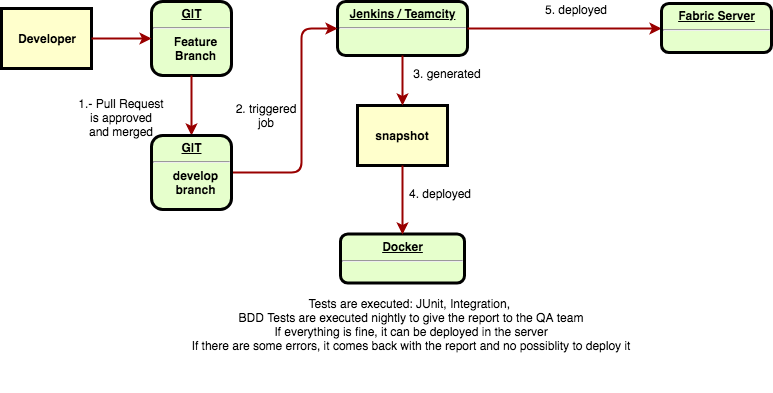 Developer
GIT
Feature
Branch
1.- Pull Request
is approved
and merged
GIT
develop
branch
2. triggered
job
Jenkins / Teamcity
3. generated
snapshot
4. deployed
Docker
5. deployed
Fabric Server
Tests are executed: JUnit, Integration,
BDD Tests are executed nightly to give the report to the QA team
If everything is fine, it can be deployed in the server
If there are some errors, it comes back with the report and no possiblity to deploy it